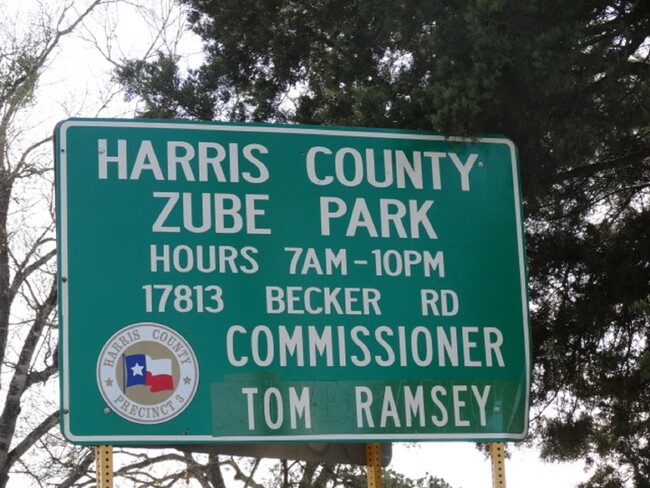 HARRIS COUNTY
ZUBE PARK
HOURS 7AM-10PM
17813 BECKER RD
COMMISSIONER
TOM RAMSEY
HARRIS COUNTY
PRECINCT 3